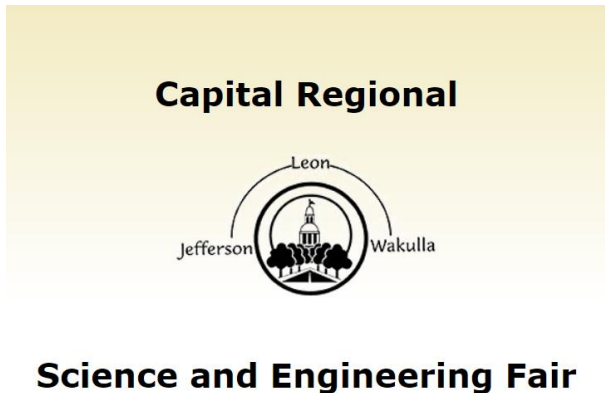 Capital Regional
Leon
Jefferson
Wakulla
Science and Engineering Fair